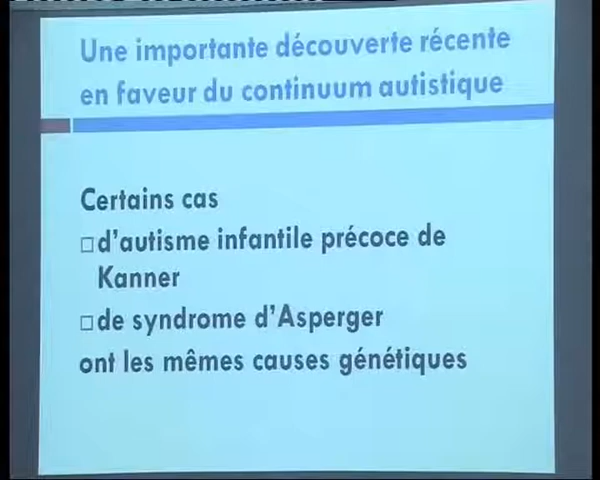 Une importante découverte récente
en faveur du continuum autistique
Certains cas
□d'autisme infantile précoce de
Kanner
□de syndrome d'Asperger
ont les mêmes causes génétiques